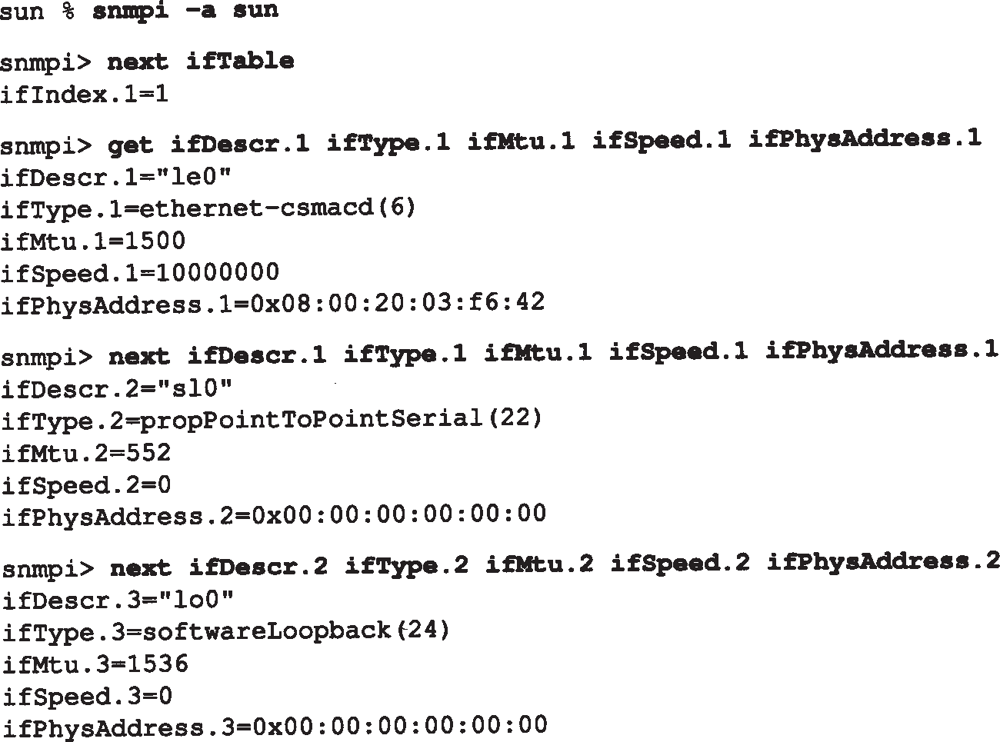 sun % snmpi -a sun
snmpi> next ifTable
ifIndex.1=1
snmpi> get ifDescr.1 ifType.1 ifMtu.1 ifSpeed.1 ifPhysAddress.1
ifDescr.1="le0"
ifType.1=ethernet-csmacd(6)
ifMtu.1=1500
ifSpeed.1=10000000
ifPhysAddress.1=0x08:00:20:03:f6:42
snmpi> next ifDescr.1 ifType.1 ifMtu.1 ifSpeed.1 ifPhysAddress.1
ifDescr.2="sl0"
ifType.2=propPointToPointSerial(22)
ifMtu.2=552
ifSpeed.2=0
ifPhysAddress.2=0x00:00:00:00:00:00
snmpi> next ifDescr.2 ifType.2 ifMtu.2 ifSpeed.2 ifPhysAddress.2
ifDescr.3="lo0"
ifType.3=softwareLoopback(24)
ifMtu.3=1536
ifSpeed.3=0
ifPhysAddress.3=0x00:00:00:00:00:00